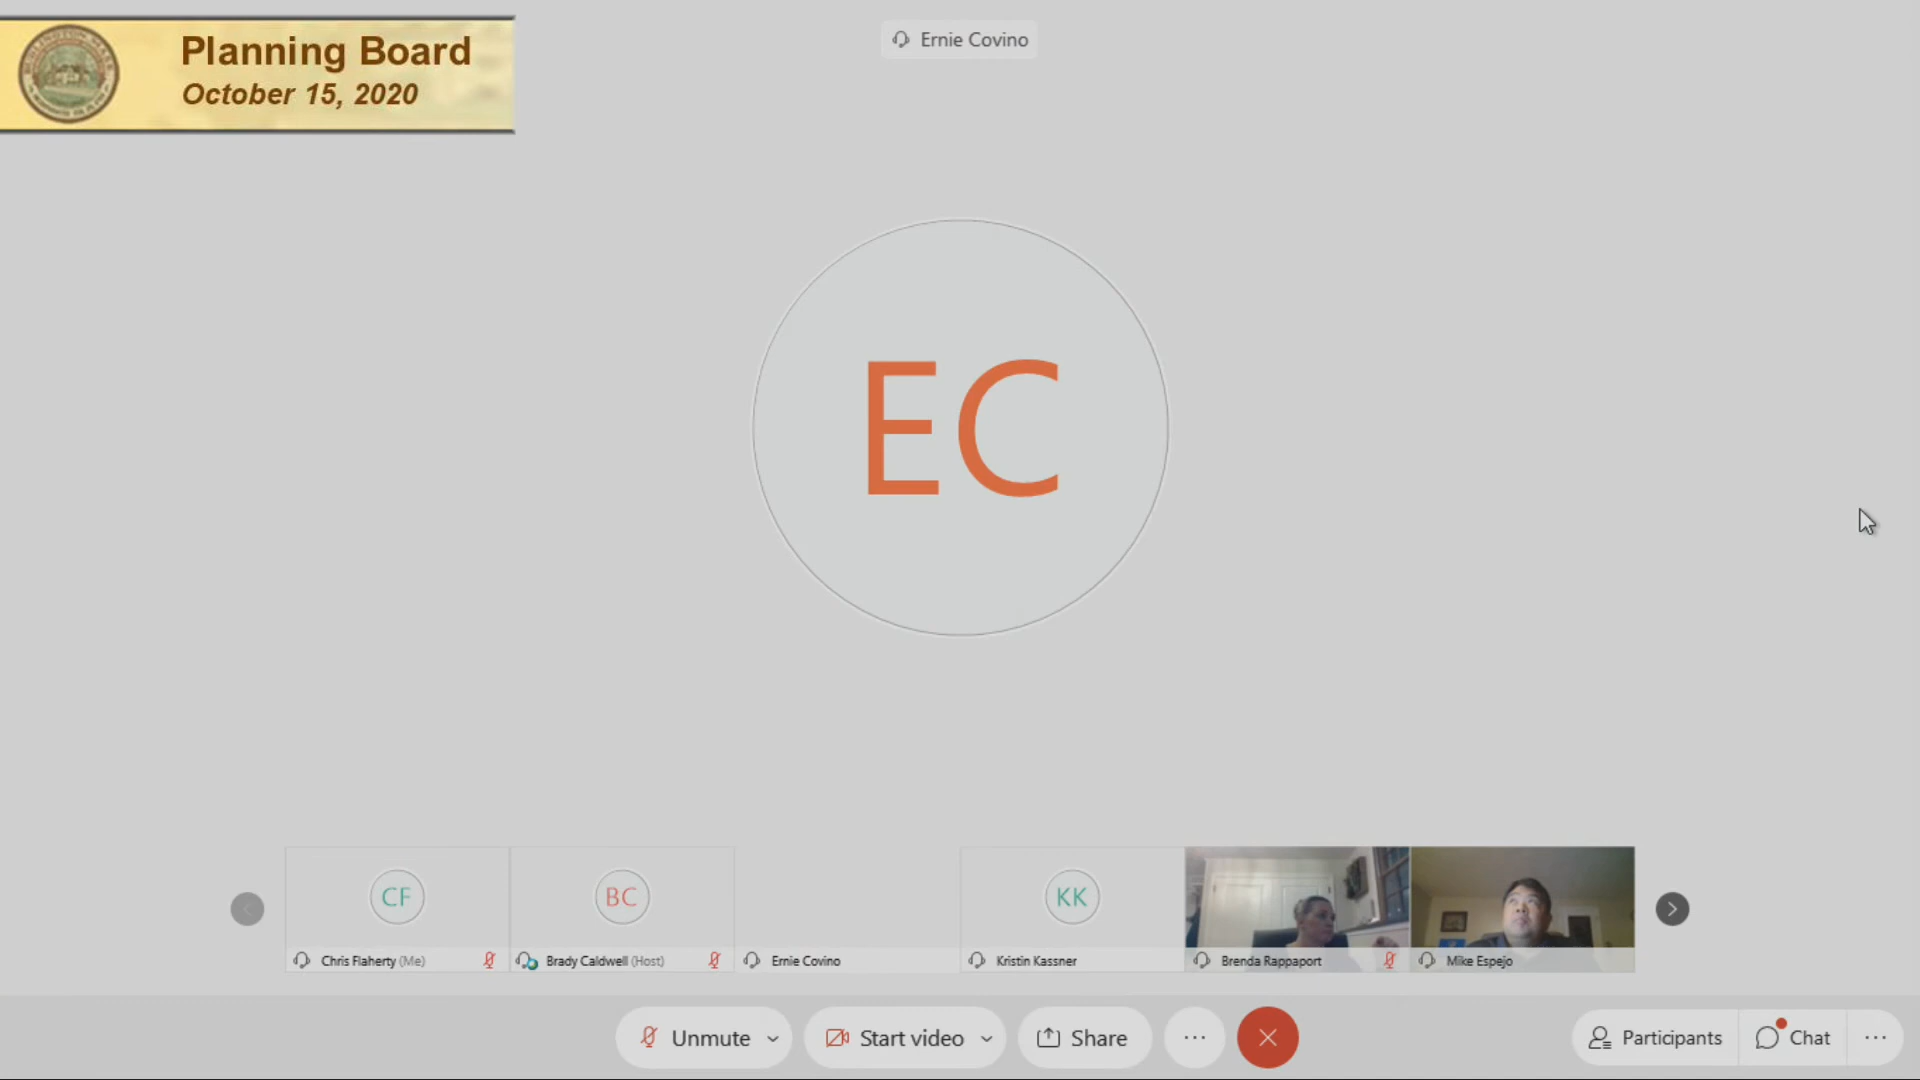 Planning Board
October 15, 2020
Ernie Covino
EC
CF
BC
KK
Chris Flaherty (Me)
Brady Caldwell (Host)
Ernie Covino
Kristin Kassner
Brenda Rappaport
Mike Espejo
Unmute
Start video
Share
Participants
Chat